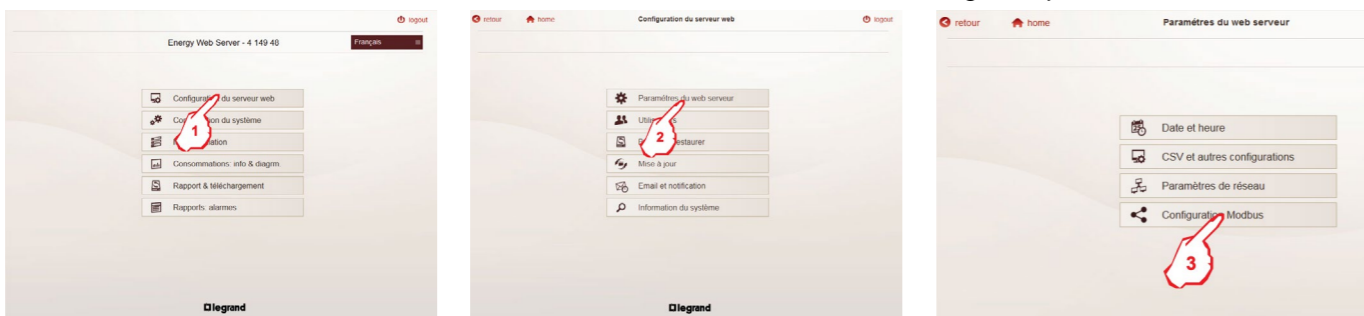 logout
Energy Web Server - 4 149 48
Français
Configuration du serveur web
du système
1
Consommations: info & diagrm.
Rapport & téléchargement
Rapports: alarmes
legrand
retour
home
Configuration du serveur web
logout
Paramètres du web serveur
2
Mise à jour
Email et notification
Information du système
legrand
retour
home
Paramètres du web serveur
Date et heure
CSV et autres configurations
Paramètres de réseau
Configuration Modbus
3